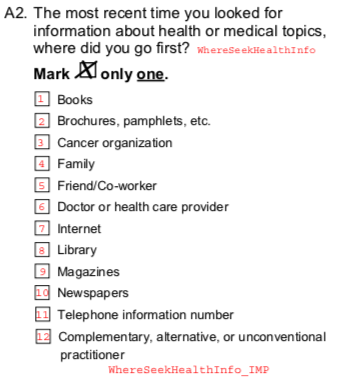 A2. The most recent time you looked for
information about health or medical topics,
where did you go first? WhereSeekHealthInfo
Mark X only one.
1 Books
2 Brochures, pamphlets, etc.
3 Cancer organization
4 Family
5 Friend/Co-worker
6 Doctor or health care provider
7 Internet
8 Library
9 Magazines
10 Newspapers
11 Telephone information number
12 Complementary, alternative, or unconventional
practitioner
WhereSeekHealthInfo_IMP